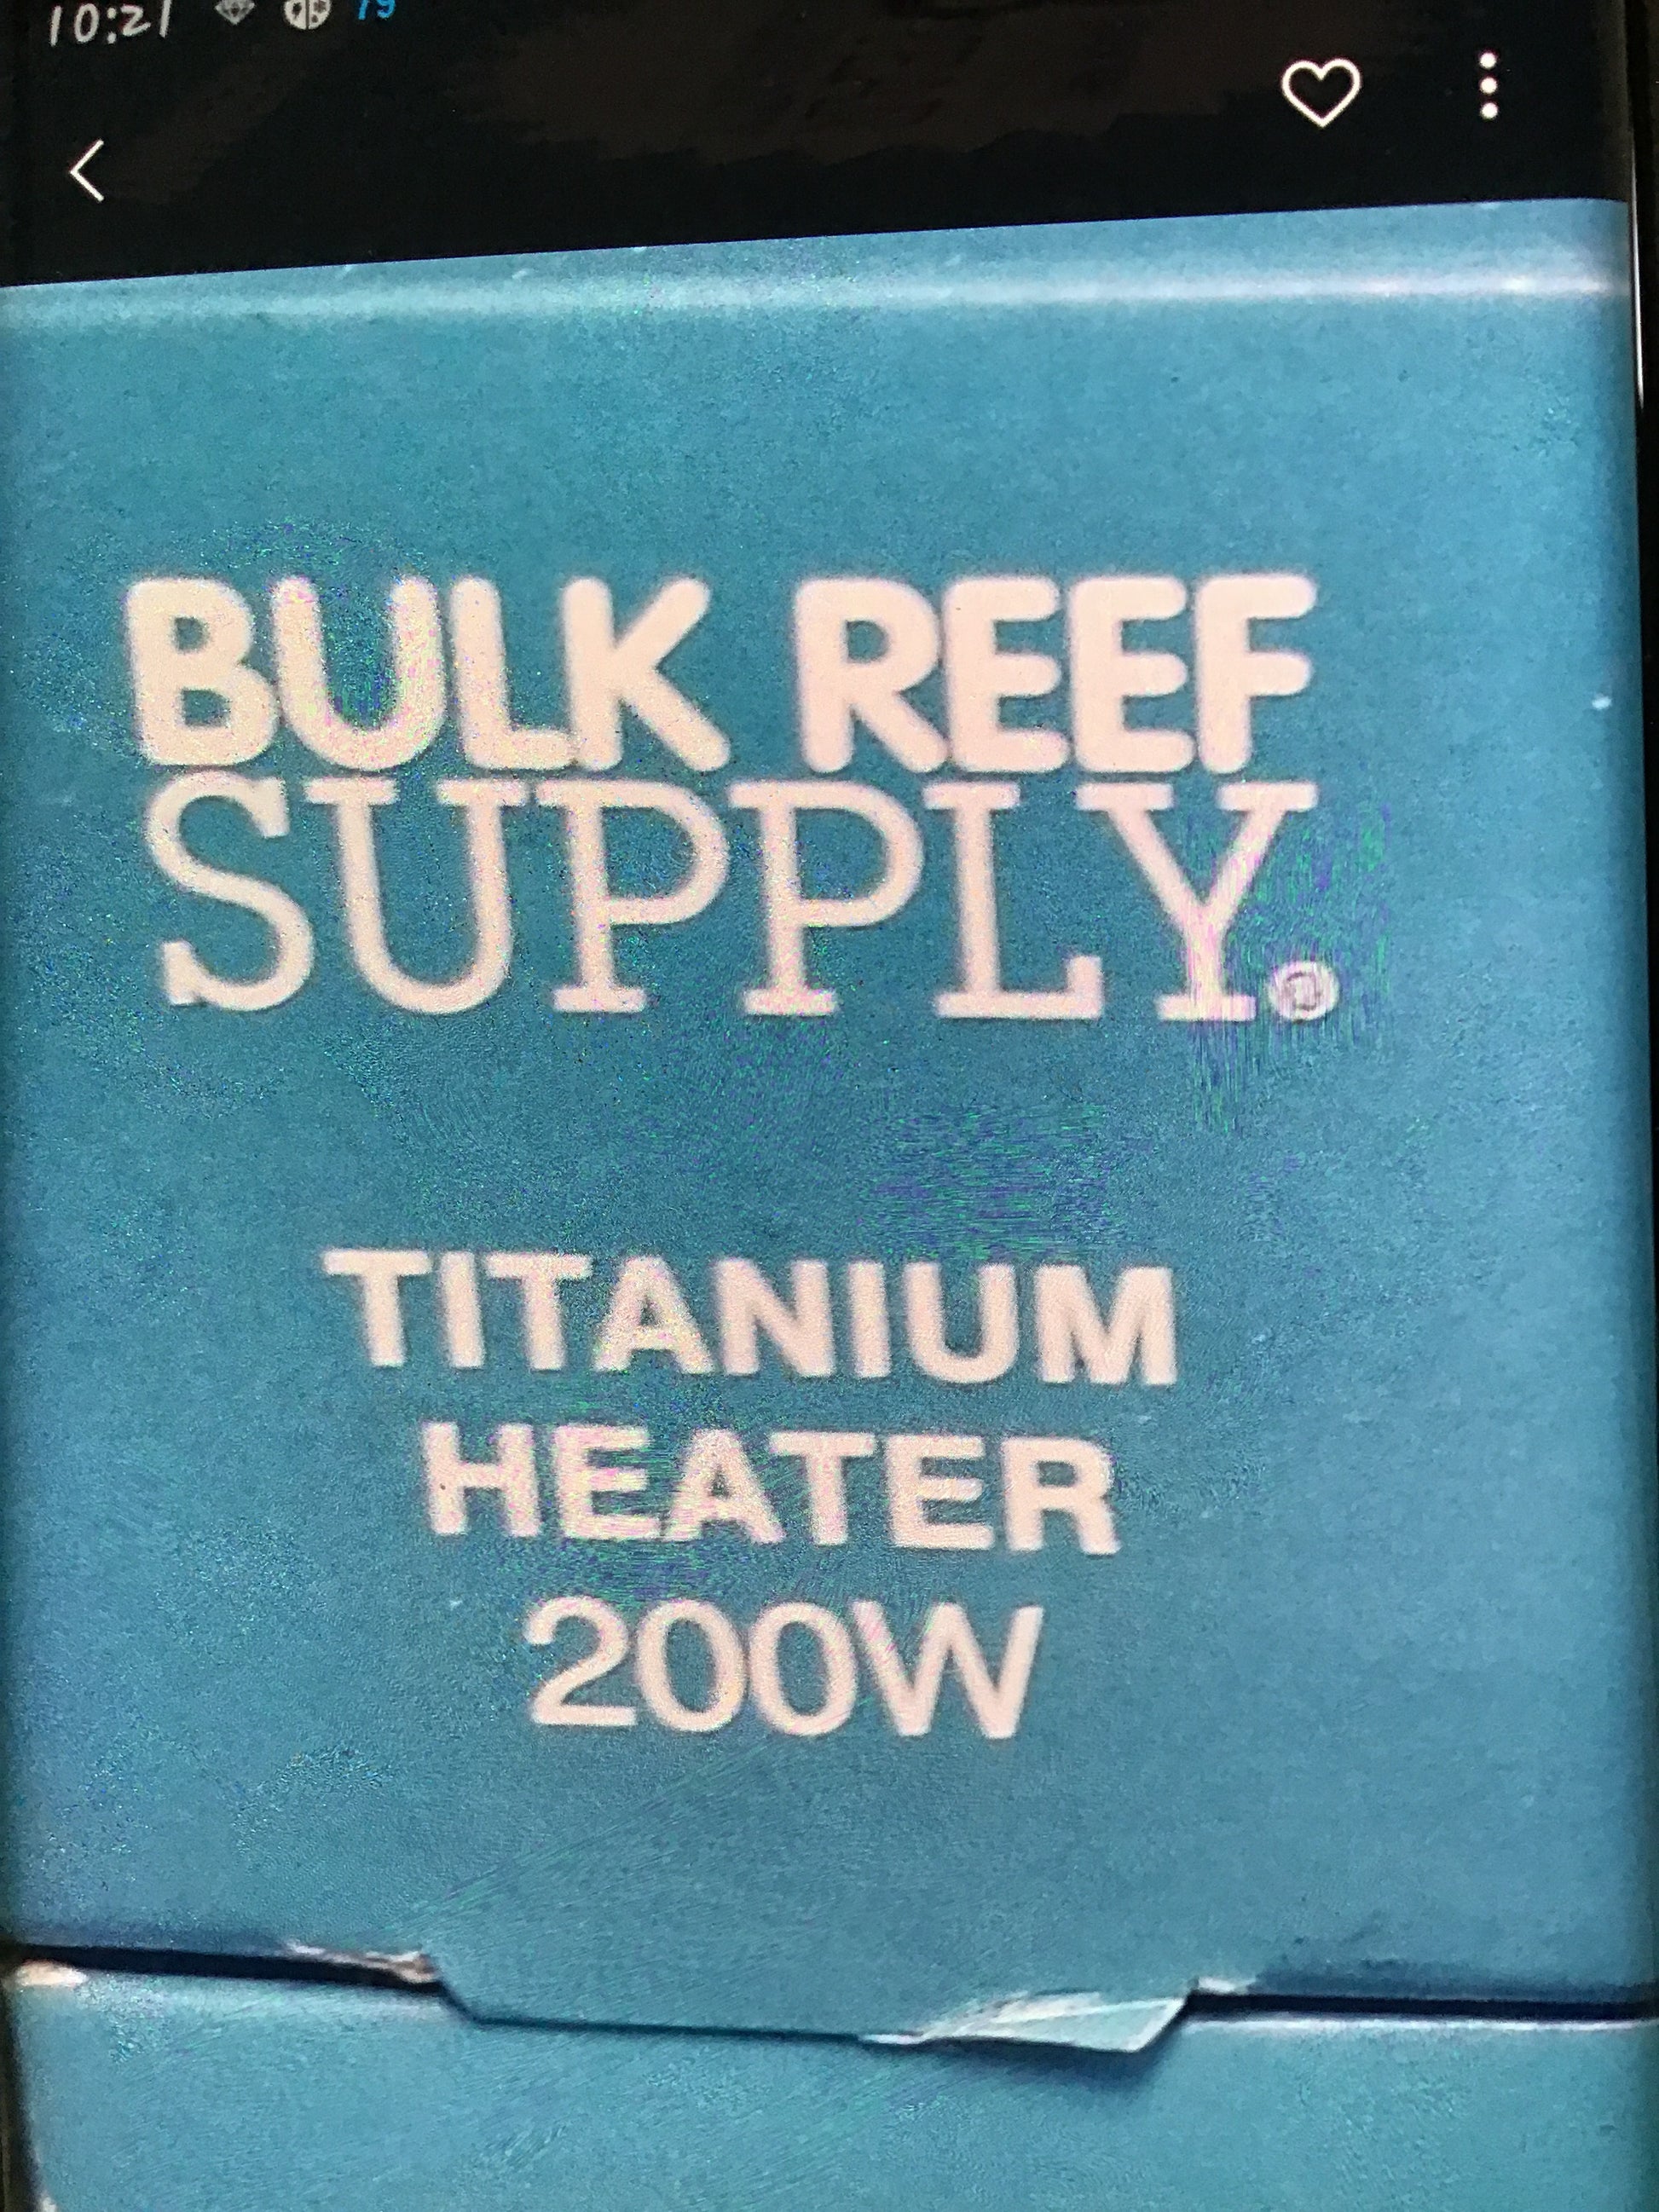 10:21
BULK REEF
SUPPLY®
TITANIUM
HEATER
200W